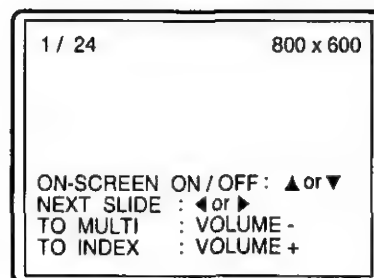 1 / 24 800 x 600
ON-SCREEN ON / OFF : ▲ or ▼
NEXT SLIDE : ◀ or ▶
TO MULTI : VOLUME -
TO INDEX : VOLUME +